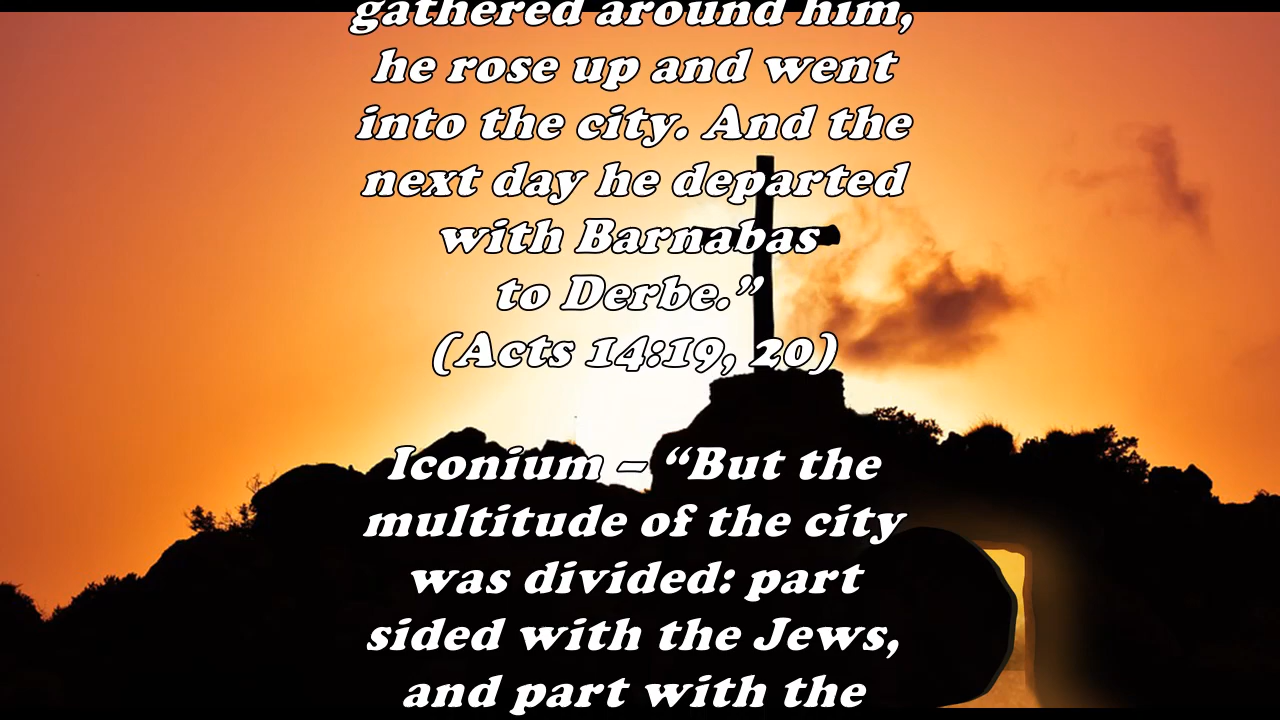 gathered around him,
he rose up and went
into the city. And the
next day he departed
with Barnabas
to Derbe.”
(Acts 14:19, 20)
Iconium – “But the
multitude of the city
was divided: part
sided with the Jews,
and part with the